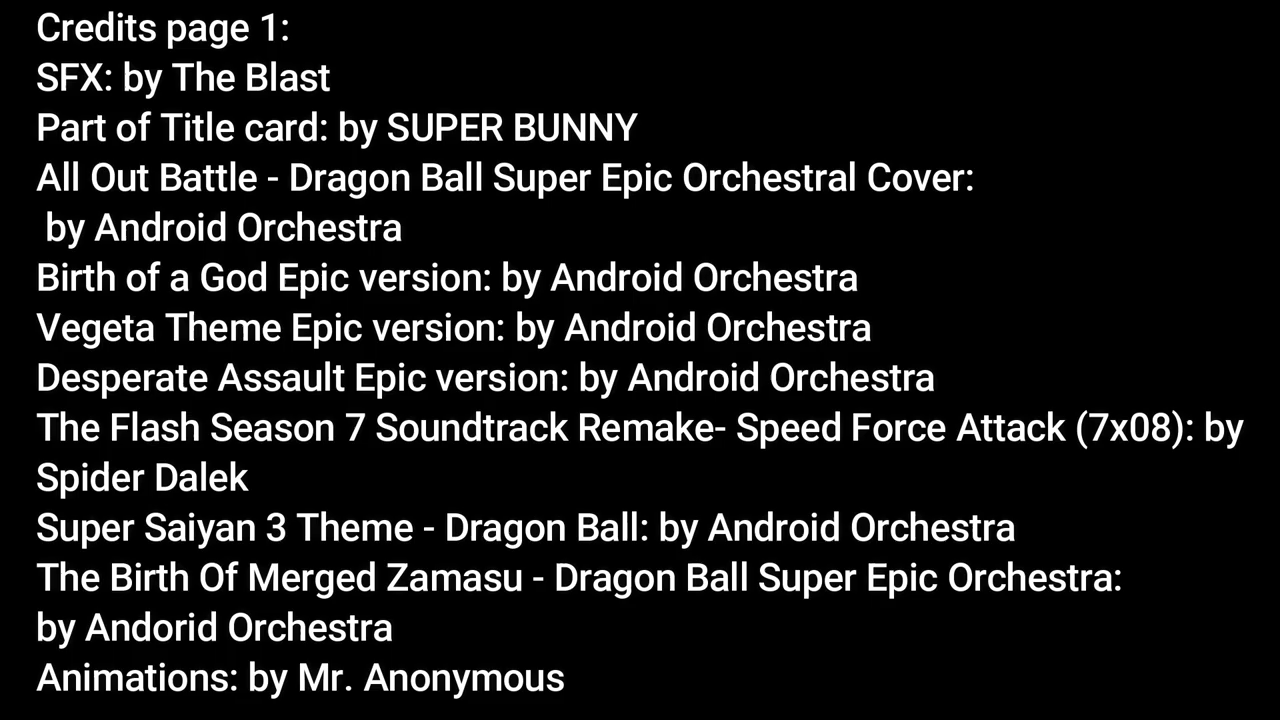 Credits page 1:
SFX: by The Blast
Part of Title card: by SUPER BUNNY
All Out Battle - Dragon Ball Super Epic Orchestral Cover:
by Android Orchestra
Birth of a God Epic version: by Android Orchestra
Vegeta Theme Epic version: by Android Orchestra
Desperate Assault Epic version: by Android Orchestra
The Flash Season 7 Soundtrack Remake- Speed Force Attack (7x08): by
Spider Dalek
Super Saiyan 3 Theme - Dragon Ball: by Android Orchestra
The Birth Of Merged Zamasu - Dragon Ball Super Epic Orchestra:
by Andorid Orchestra
Animations: by Mr. Anonymous